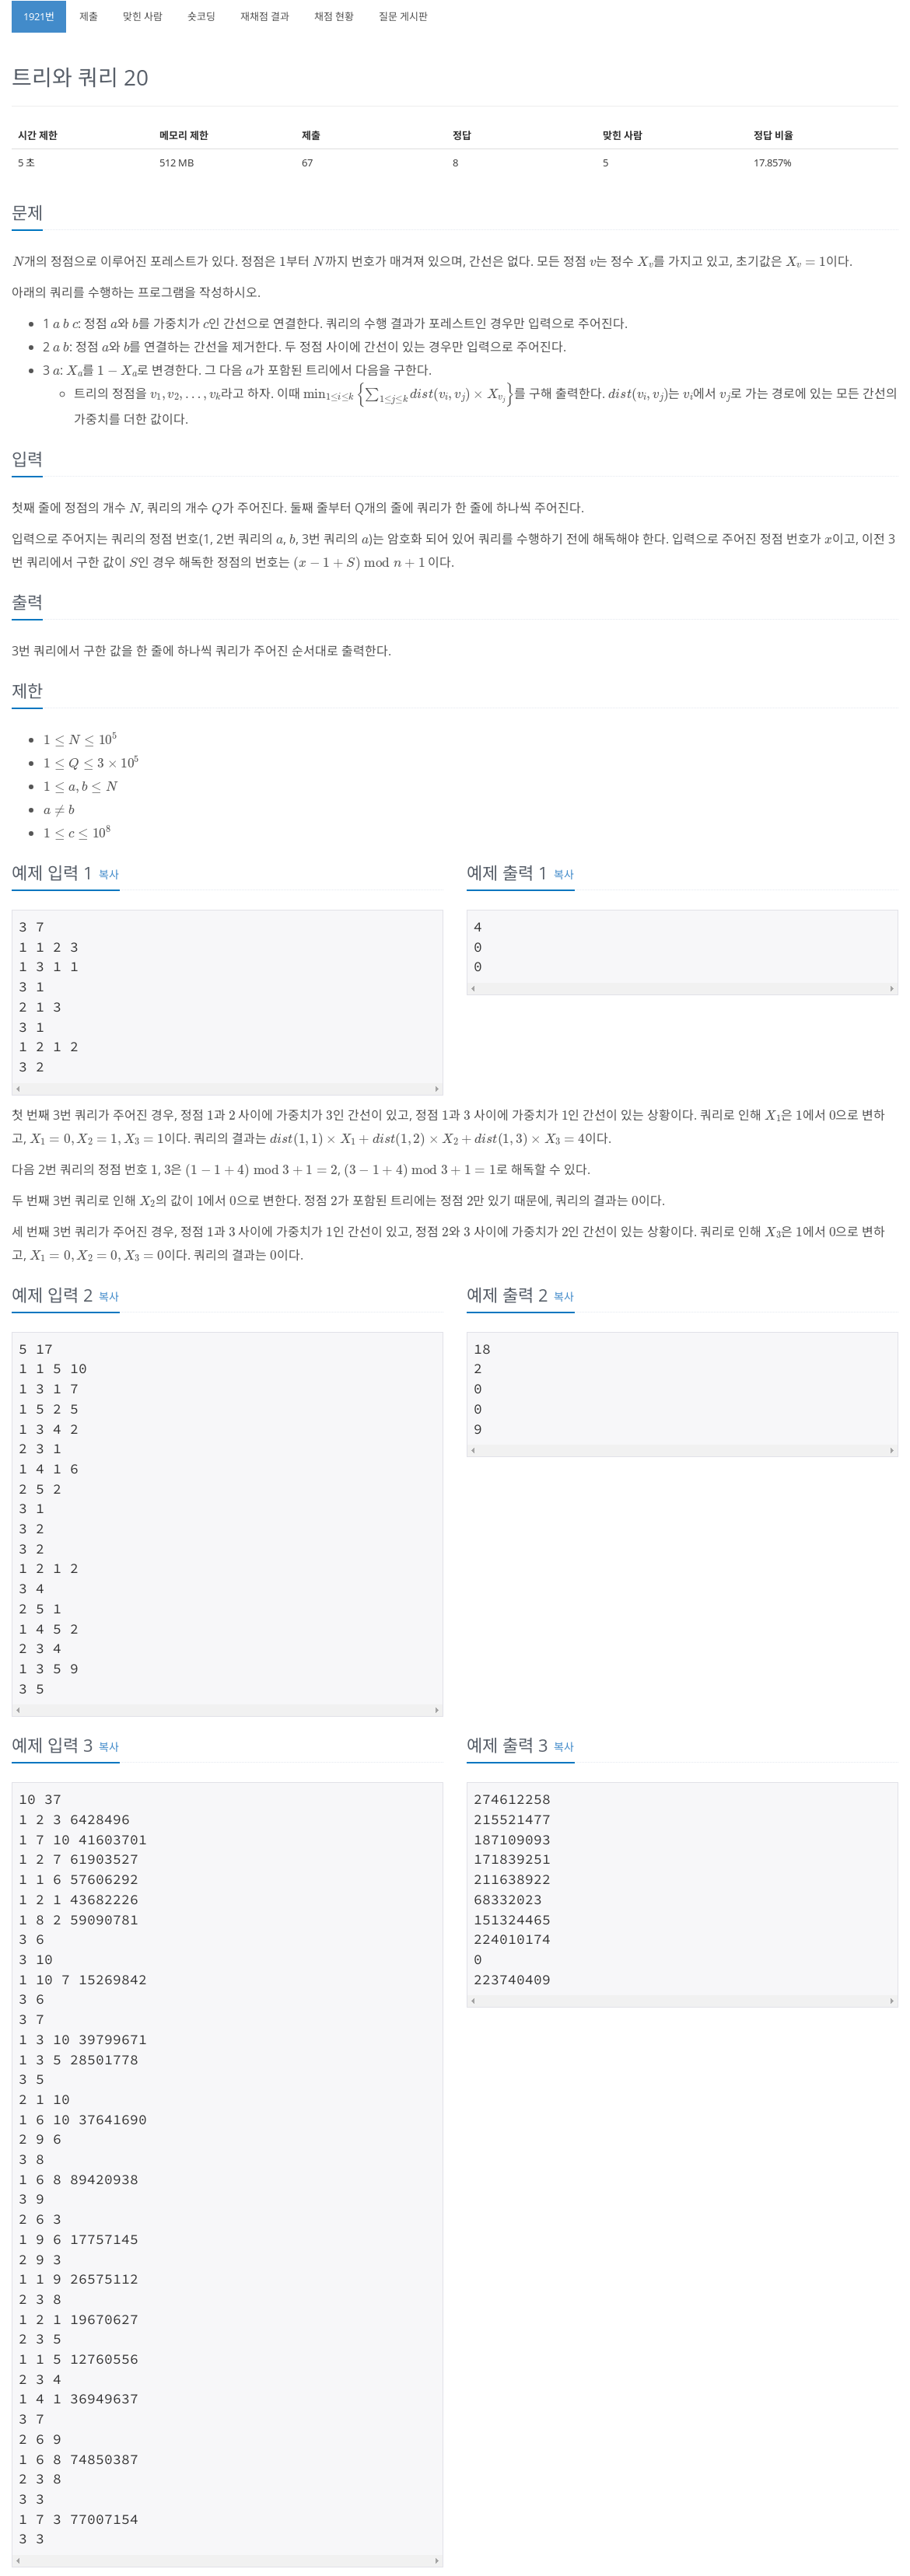 1921번 제출 맞힌 사람 숏코딩 재채점 결과 채점 현황 질문 게시판
트리와 쿼리 20
시간 제한 메모리 제한 제출 정답 맞힌 사람 정답 비율
5 초 512 MB 67 8 5 17.857%
문제
N개의 정점으로 이루어진 포레스트가 있다. 정점은 1부터 N까지 번호가 매겨져 있으며, 간선은 없다. 모든 정점 v는 정수 X_v를 가지고 있고, 초기값은 X_v = 1이다.
아래의 쿼리를 수행하는 프로그램을 작성하시오.
• 1 a b c: 정점 a와 b를 가중치가 c인 간선으로 연결한다. 쿼리의 수행 결과가 포레스트인 경우만 입력으로 주어진다.
• 2 a b: 정점 a와 b를 연결하는 간선을 제거한다. 두 정점 사이에 간선이 있는 경우만 입력으로 주어진다.
• 3 a: X_a를 1 − X_a로 변경한다. 그 다음 a가 포함된 트리에서 다음을 구한다.
◦ 트리의 정점을 v_1, v_2, …, v_k라고 하자. 이때 min_{1≤i≤k} {∑_{1≤j≤k} dist(v_i, v_j) × X_{v_j}}를 구해 출력한다. dist(v_i, v_j)는 v_i에서 v_j로 가는 경로에 있는 모든 간선의
가중치를 더한 값이다.
입력
첫째 줄에 정점의 개수 N, 쿼리의 개수 Q가 주어진다. 둘째 줄부터 Q개의 줄에 쿼리가 한 줄에 하나씩 주어진다.
입력으로 주어지는 쿼리의 정점 번호(1, 2번 쿼리의 a, b, 3번 쿼리의 a)는 암호화 되어 있어 쿼리를 수행하기 전에 해독해야 한다. 입력으로 주어진 정점 번호가 x이고, 이전 3
번 쿼리에서 구한 값이 S인 경우 해독한 정점의 번호는 (x − 1 + S) mod n + 1 이다.
출력
3번 쿼리에서 구한 값을 한 줄에 하나씩 쿼리가 주어진 순서대로 출력한다.
제한
• 1 ≤ N ≤ 10^5
• 1 ≤ Q ≤ 3 × 10^5
• 1 ≤ a, b ≤ N
• a ≠ b
• 1 ≤ c ≤ 10^8
예제 입력 1 복사
3 7
1 1 2 3
1 3 1 1
3 1
2 1 3
3 1
1 2 1 2
3 2
예제 출력 1 복사
4
0
0
첫 번째 3번 쿼리가 주어진 경우, 정점 1과 2 사이에 가중치가 3인 간선이 있고, 정점 1과 3 사이에 가중치가 1인 간선이 있는 상황이다. 쿼리로 인해 X_1은 1에서 0으로 변하
고, X_1 = 0, X_2 = 1, X_3 = 1이다. 쿼리의 결과는 dist(1, 1) × X_1 + dist(1, 2) × X_2 + dist(1, 3) × X_3 = 4이다.
다음 2번 쿼리의 정점 번호 1, 3은 (1 − 1 + 4) mod 3 + 1 = 2, (3 − 1 + 4) mod 3 + 1 = 1로 해독할 수 있다.
두 번째 3번 쿼리로 인해 X_2의 값이 1에서 0으로 변한다. 정점 2가 포함된 트리에는 정점 2만 있기 때문에, 쿼리의 결과는 0이다.
세 번째 3번 쿼리가 주어진 경우, 정점 1과 3 사이에 가중치가 1인 간선이 있고, 정점 2와 3 사이에 가중치가 2인 간선이 있는 상황이다. 쿼리로 인해 X_3은 1에서 0으로 변하
고, X_1 = 0, X_2 = 0, X_3 = 0이다. 쿼리의 결과는 0이다.
예제 입력 2 복사
5 17
1 1 5 10
1 3 1 7
1 5 2 5
1 3 4 2
2 3 1
1 4 1 6
2 5 2
3 1
3 2
3 2
1 2 1 2
3 4
2 5 1
1 4 5 2
2 3 4
1 3 5 9
3 5
예제 출력 2 복사
18
2
0
0
9
예제 입력 3 복사
10 37
1 2 3 6428496
1 7 10 41603701
1 2 7 61903527
1 1 6 57606292
1 2 1 43682226
1 8 2 59090781
3 6
3 10
1 10 7 15269842
3 6
3 7
1 3 10 39799671
1 3 5 28501778
3 5
2 1 10
1 6 10 37641690
2 9 6
3 8
1 6 8 89420938
3 9
2 6 3
1 9 6 17757145
2 9 3
1 1 9 26575112
2 3 8
1 2 1 19670627
2 3 5
1 1 5 12760556
2 3 4
1 4 1 36949637
3 7
2 6 9
1 6 8 74850387
2 3 8
3 3
1 7 3 77007154
3 3
예제 출력 3 복사
274612258
215521477
187109093
171839251
211638922
68332023
151324465
224010174
0
223740409